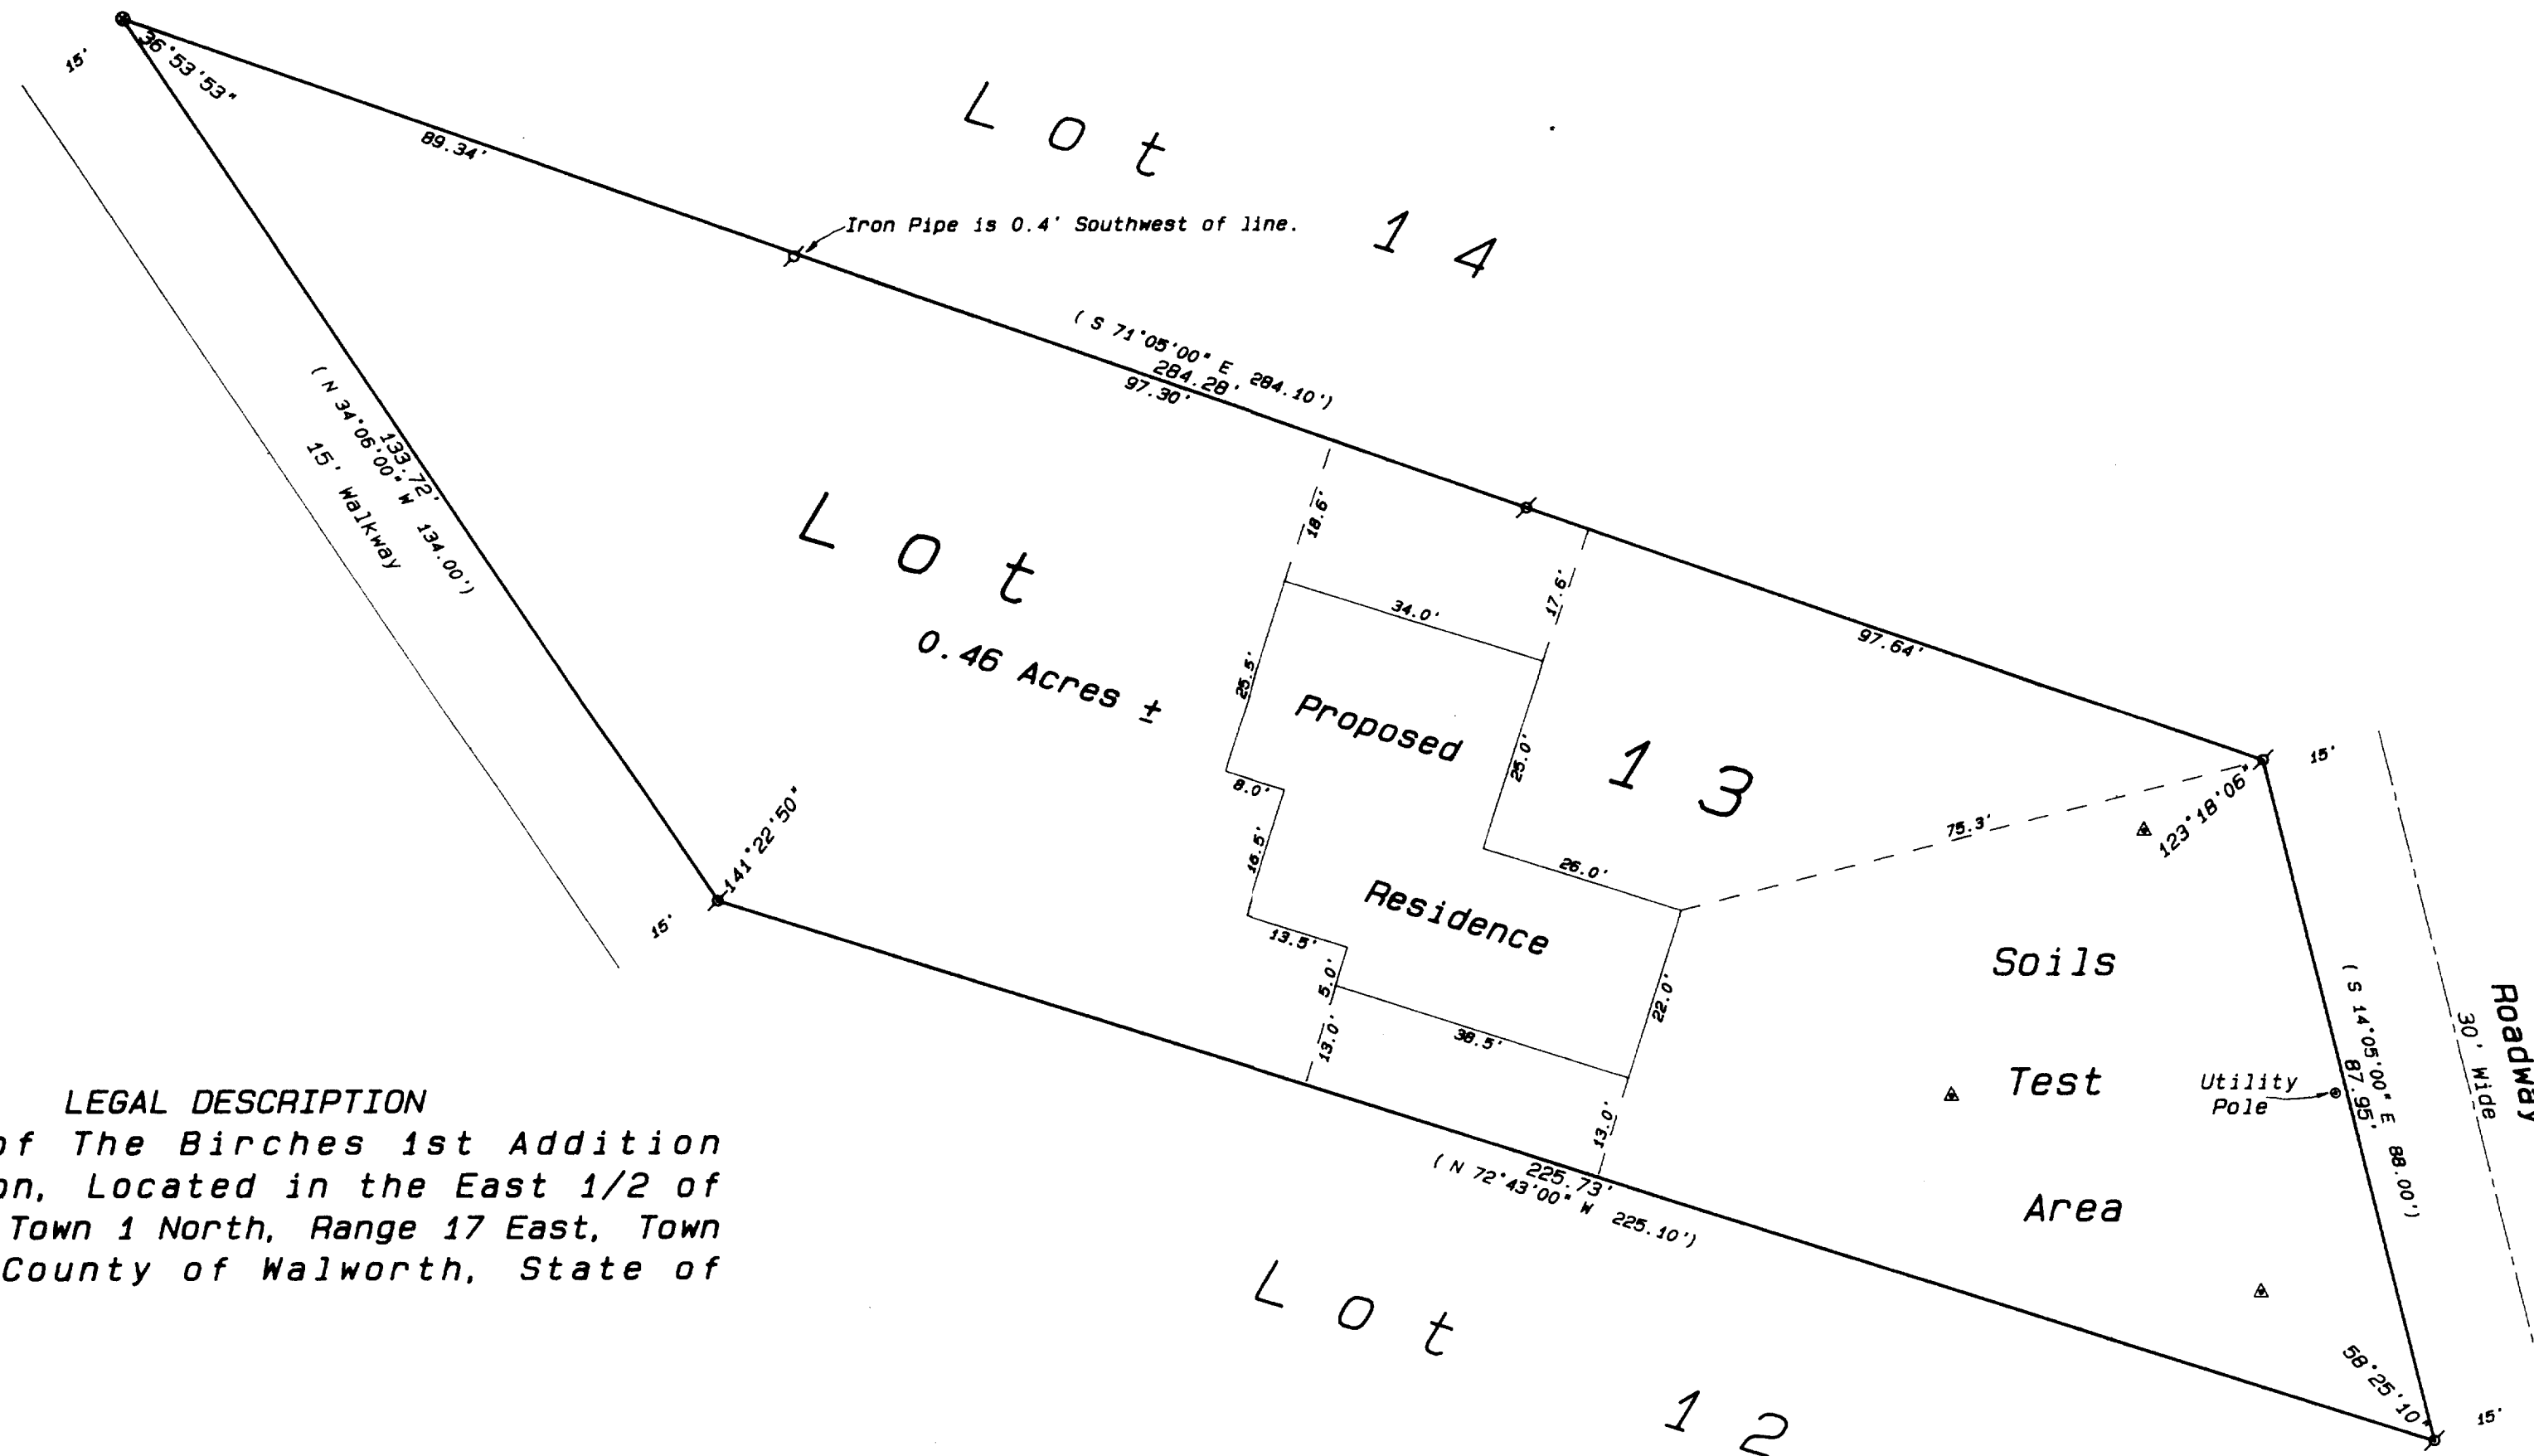 15'
36°53'53"
89.34'
Lot 14
Iron Pipe is 0.4' Southwest of line.
( S 71°05'00" E 284.10')
284.28'
97.30'
133.72'
( N 34°06'00" W 134.00')
15' Walkway
Lot 13
0.46 Acres ±
18.6'
17.6'
34.0'
97.64'
25.5'
Proposed
25.0'
8.0'
16.5'
26.0'
75.3'
15'
123°18'06"
141°22'50"
15'
Residence
13.5'
5.0'
22.0'
38.5'
13.0'
13.0'
Soils
Test
Area
Utility
Pole
( S 14°05'00" E 88.00')
87.95'
Roadway
30' Wide
225.73'
( N 72°43'00" W 225.10')
58°25'10"
15'
Lot 12
LEGAL DESCRIPTION
of The Birches 1st Addition
on, Located in the East 1/2 of
Town 1 North, Range 17 East, Town
County of Walworth, State of